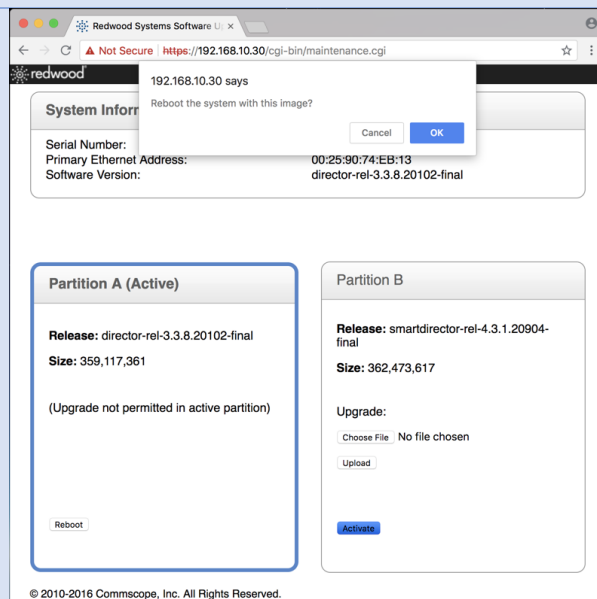 Redwood Systems Software U
Not Secure https://192.168.10.30/cgi-bin/maintenance.cgi
redwood
192.168.10.30 says
Reboot the system with this image?
Cancel OK
System Inform
Serial Number:
Primary Ethernet Address: 00:25:90:74:EB:13
Software Version: director-rel-3.3.8.20102-final
Partition A (Active)
Release: director-rel-3.3.8.20102-final
Size: 359,117,361
(Upgrade not permitted in active partition)
Reboot
Partition B
Release: smartdirector-rel-4.3.1.20904-
final
Size: 362,473,617
Upgrade:
Choose File No file chosen
Upload
Activate
© 2010-2016 Commscope, Inc. All Rights Reserved.